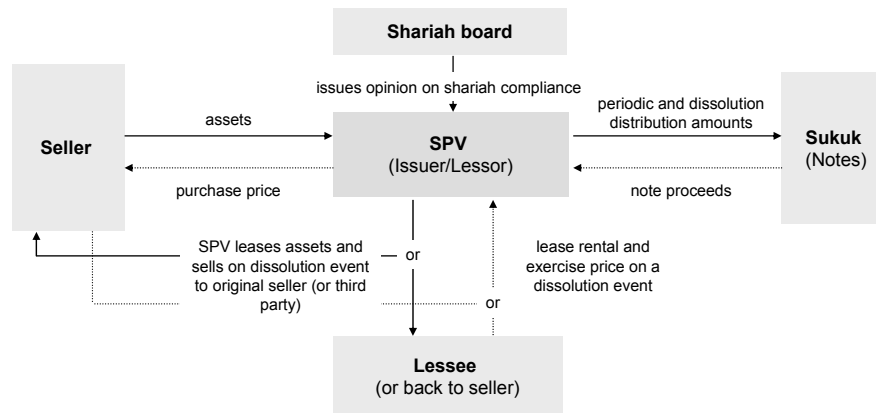 Shariah board
issues opinion on shariah compliance
Seller
assets
purchase price
SPV
(Issuer/Lessor)
periodic and dissolution
distribution amounts
note proceeds
Sukuk
(Notes)
SPV leases assets and
sells on dissolution event
to original seller (or third
party)
or
lease rental and
exercise price on a
dissolution event
or
Lessee
(or back to seller)